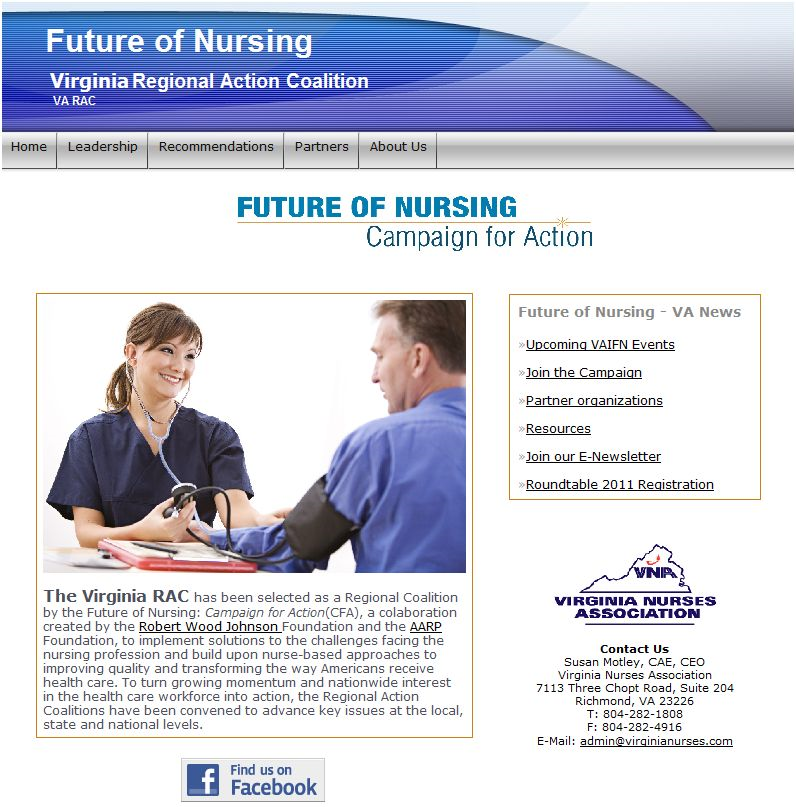 Future of Nursing
Virginia Regional Action Coalition
VA RAC
Home Leadership Recommendations Partners About Us
FUTURE OF NURSING
Campaign for Action
The Virginia RAC has been selected as a Regional Coalition
by the Future of Nursing: Campaign for Action(CFA), a colaboration
created by the Robert Wood Johnson Foundation and the AARP
Foundation, to implement solutions to the challenges facing the
nursing profession and build upon nurse-based approaches to
improving quality and transforming the way Americans receive
health care. To turn growing momentum and nationwide interest
in the health care workforce into action, the Regional Action
Coalitions have been convened to advance key issues at the local,
state and national levels.
Find us on
Facebook
Future of Nursing - VA News
»Upcoming VAIFN Events
»Join the Campaign
»Partner organizations
»Resources
»Join our E-Newsletter
»Roundtable 2011 Registration
VNA
VIRGINIA NURSES
ASSOCIATION
Contact Us
Susan Motley, CAE, CEO
Virginia Nurses Association
7113 Three Chopt Road, Suite 204
Richmond, VA 23226
T: 804-282-1808
F: 804-282-4916
E-Mail: admin@virginianurses.com